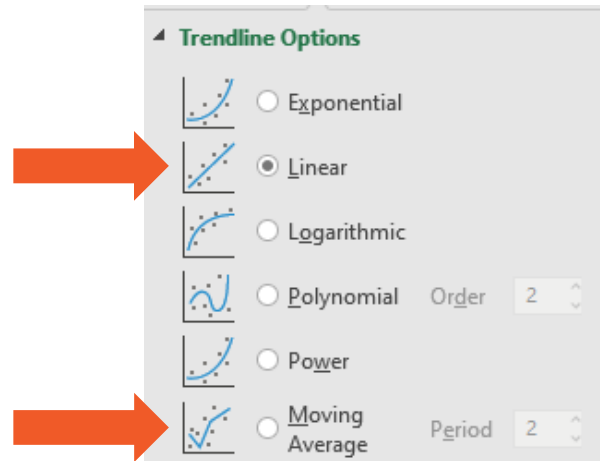 Trendline Options
Exponential
Linear
Logarithmic
Polynomial Order 2
Power
Moving
Average Period 2